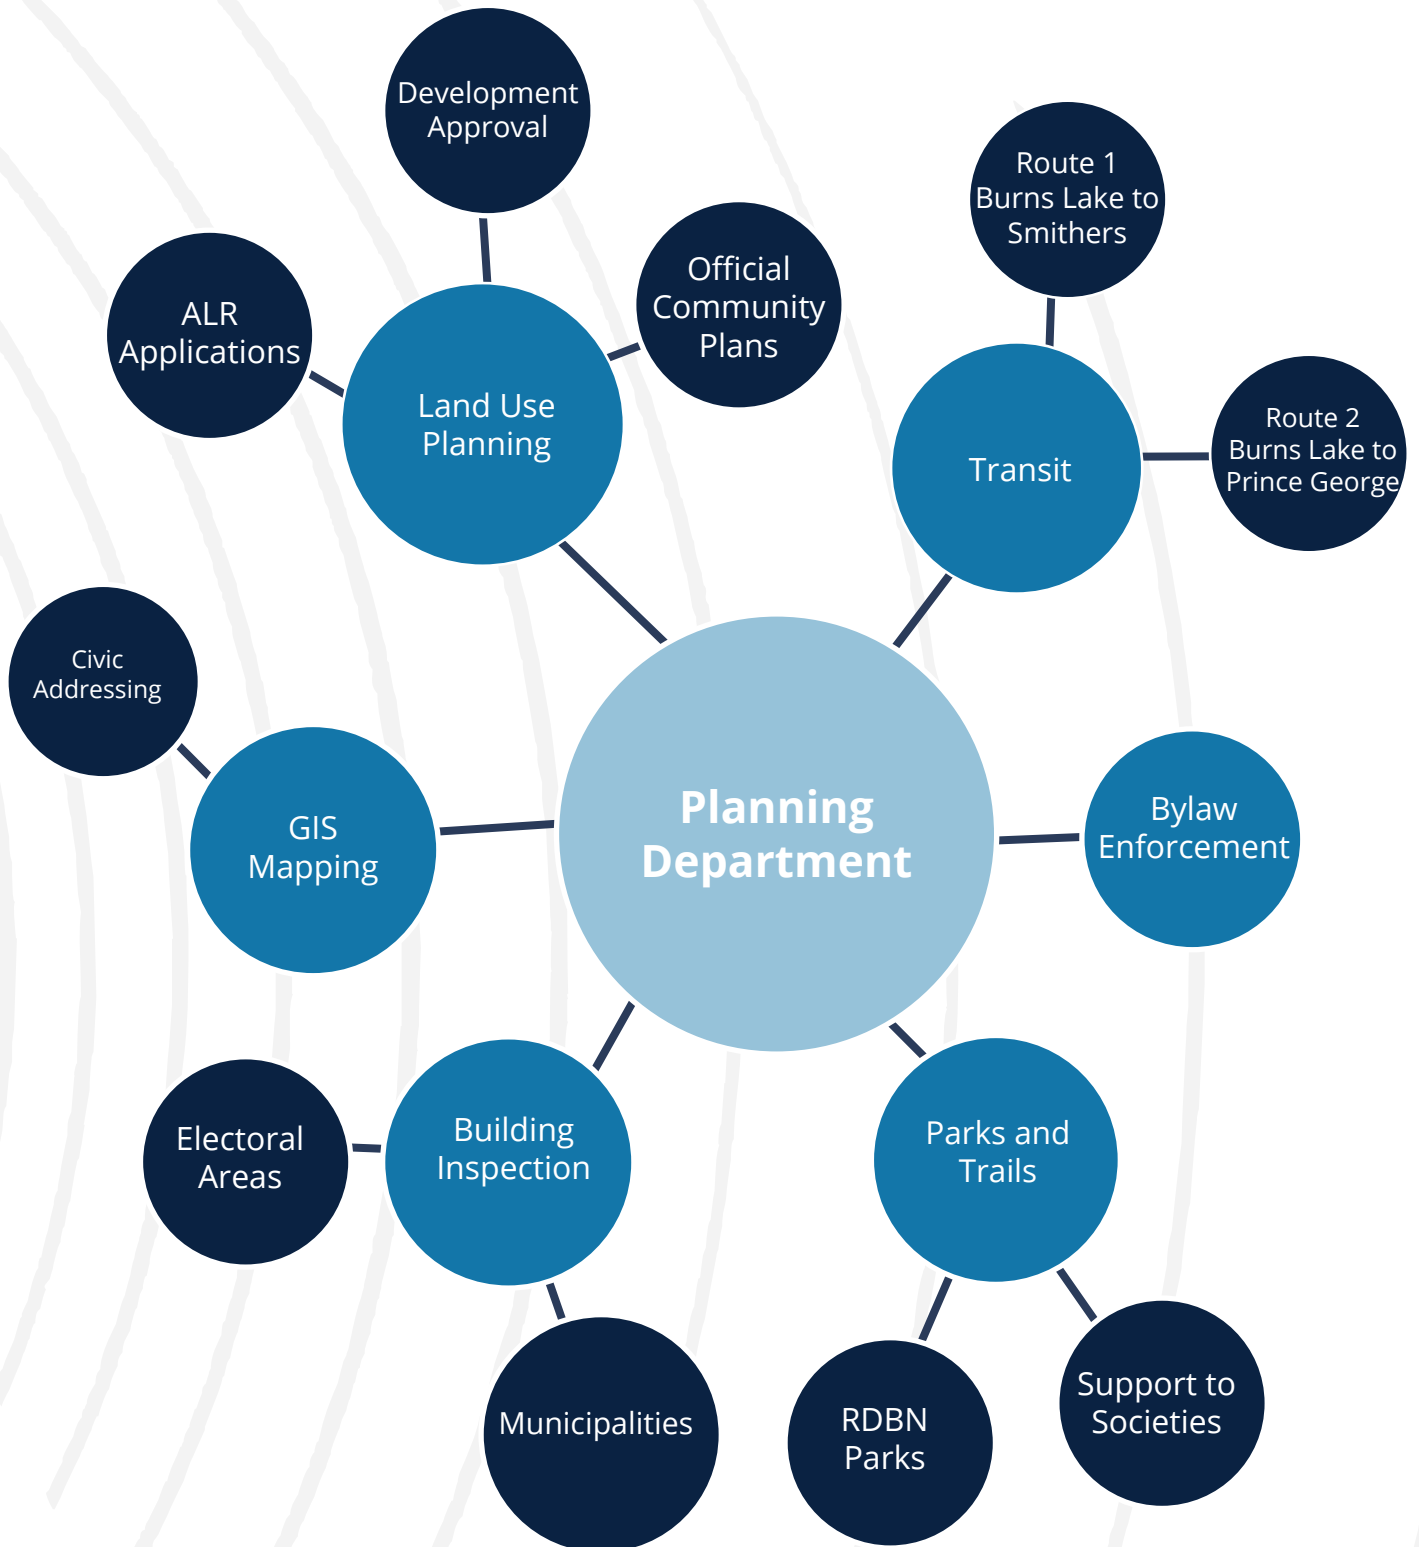 Development
Approval
Route 1
Burns Lake to
Smithers
Official
Community
Plans
ALR
Applications
Land Use
Planning
Transit
Route 2
Burns Lake to
Prince George
Civic
Addressing
GIS
Mapping
Planning
Department
Bylaw
Enforcement
Electoral
Areas
Building
Inspection
Parks and
Trails
Municipalities
RDBN
Parks
Support to
Societies